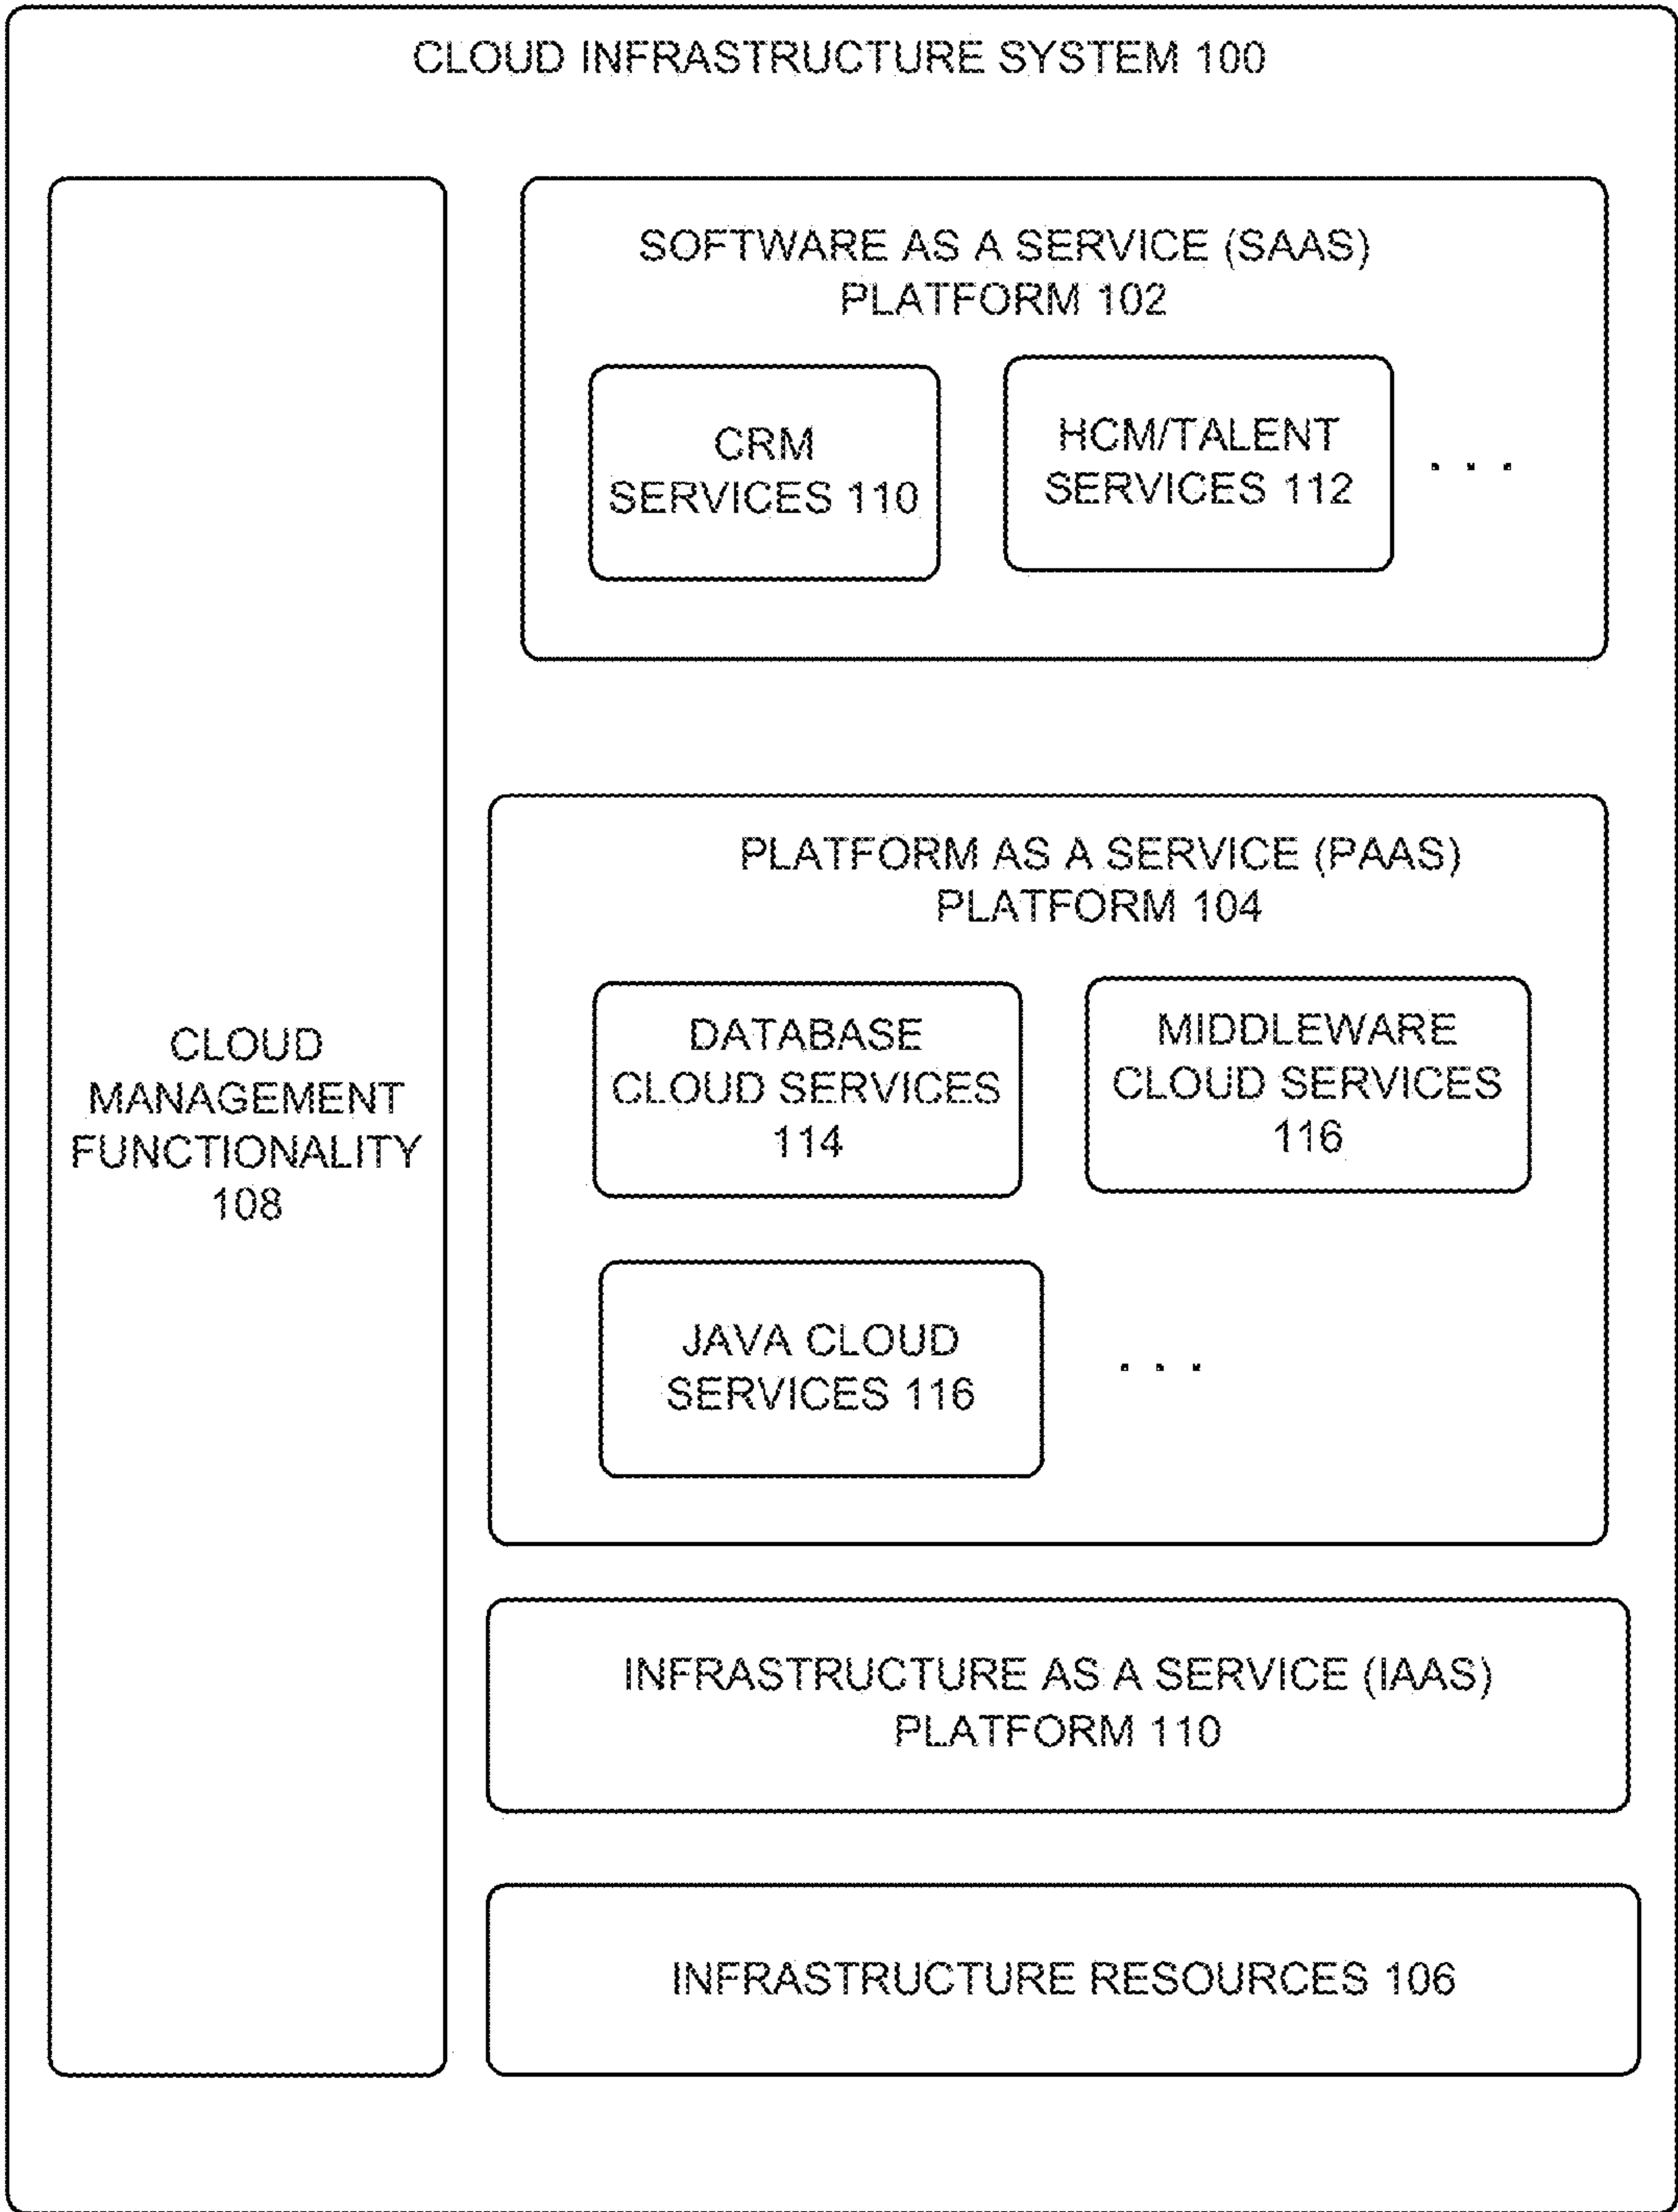 CLOUD INFRASTRUCTURE SYSTEM 100
SOFTWARE AS A SERVICE (SAAS)
PLATFORM 102
CRM
SERVICES 110
HCM/TALENT
SERVICES 112
. . .
PLATFORM AS A SERVICE (PAAS)
PLATFORM 104
DATABASE
CLOUD SERVICES
114
MIDDLEWARE
CLOUD SERVICES
116
JAVA CLOUD
SERVICES 116
. . .
CLOUD
MANAGEMENT
FUNCTIONALITY
108
INFRASTRUCTURE AS A SERVICE (IAAS)
PLATFORM 110
INFRASTRUCTURE RESOURCES 106